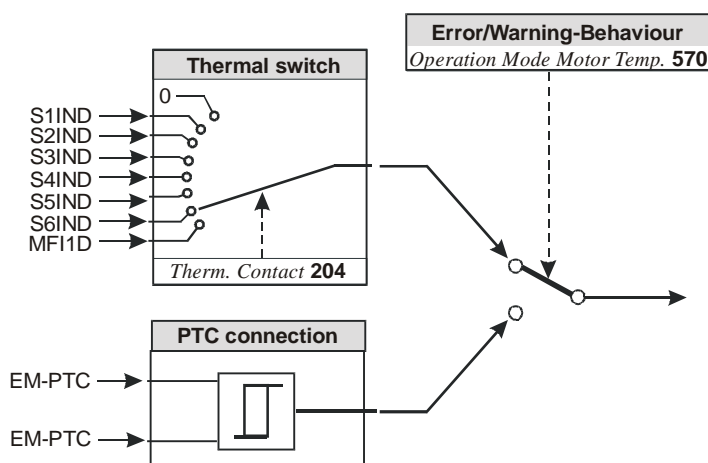 Error/Warning-Behaviour
Operation Mode Motor Temp. 570
Thermal switch
0
S1IND
S2IND
S3IND
S4IND
S5IND
S6IND
MFI1D
Therm. Contact 204
PTC connection
EM-PTC
EM-PTC